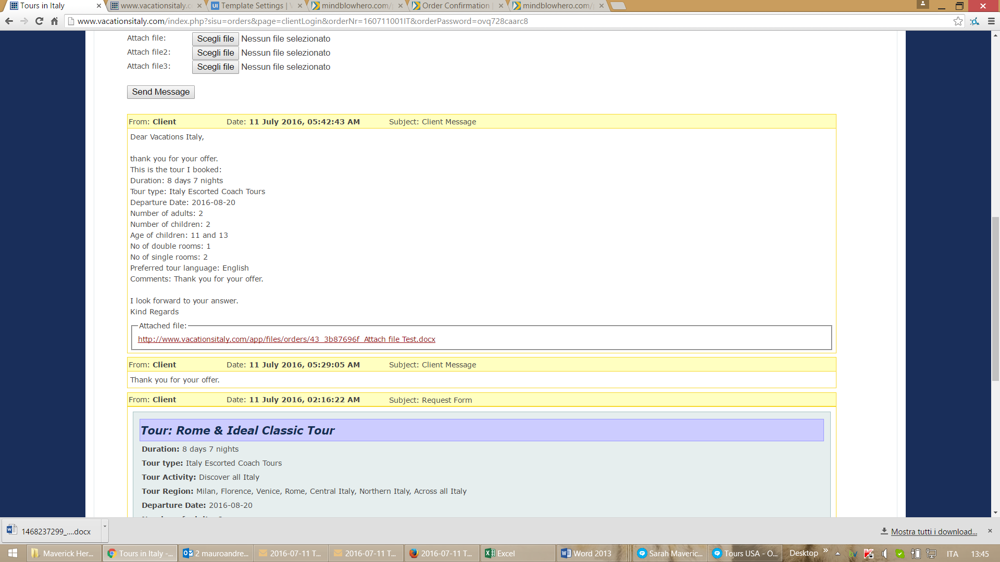 Tours in Italy
www.vacationsitaly.c
Template Settings | V
mindblowhero.com/
Order Confirmation |
mindblowhero.com/
www.vacationsitaly.com/index.php?sisu=orders&page=clientLogin&orderNr=160711001IT&orderPassword=ovq728caarc8
Attach file: Scegli file Nessun file selezionato
Attach file2: Scegli file Nessun file selezionato
Attach file3: Scegli file Nessun file selezionato
Send Message
From: Client Date: 11 July 2016, 05:42:43 AM Subject: Client Message
Dear Vacations Italy,
thank you for your offer.
This is the tour I booked:
Duration: 8 days 7 nights
Tour type: Italy Escorted Coach Tours
Departure Date: 2016-08-20
Number of adults: 2
Number of children: 2
Age of children: 11 and 13
No of double rooms: 1
No of single rooms: 2
Preferred tour language: English
Comments: Thank you for your offer.
I look forward to your answer.
Kind Regards
Attached file:
http://www.vacationsitaly.com/app/files/orders/43_3b87696f_Attach file Test.docx
From: Client Date: 11 July 2016, 05:29:05 AM Subject: Client Message
Thank you for your offer.
From: Client Date: 11 July 2016, 02:16:22 AM Subject: Request Form
Tour: Rome & Ideal Classic Tour
Duration: 8 days 7 nights
Tour type: Italy Escorted Coach Tours
Tour Activity: Discover all Italy
Tour Region: Milan, Florence, Venice, Rome, Central Italy, Northern Italy, Across all Italy
Departure Date: 2016-08-20
1468237299_....docx
Mostra tutti i download...
Maverick Her...
Tours in Italy -...
2 mauroandre...
2016-07-11 T...
2016-07-11 T...
2016-07-11 T...
Excel
Word 2013
Sarah Maveric...
Tours USA - O...
Desktop
ITA
13:45